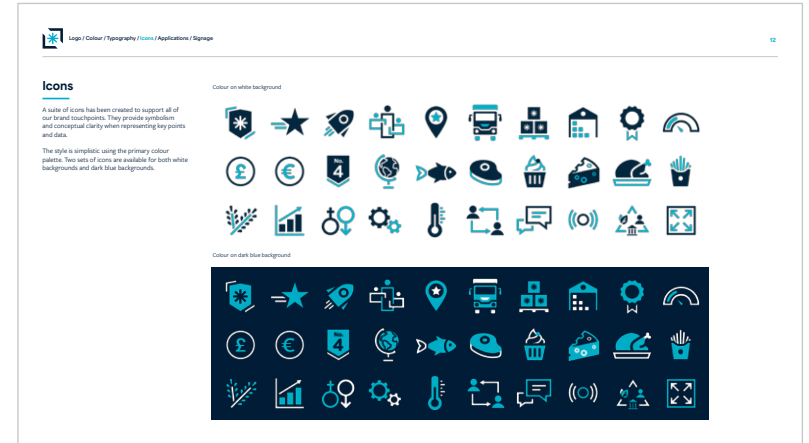 Logo / Colour / Typography / Icons / Applications / Signage
12
Icons
A suite of icons has been created to support all of
our brand touchpoints. They provide symbolism
and conceptual clarity when representing key points
and data.
The style is simplistic using the primary colour
palette. Two sets of icons are available for both white
backgrounds and dark blue backgrounds.
Colour on white background
£
€
No.
4
Colour on dark blue background
£
€
No.
4